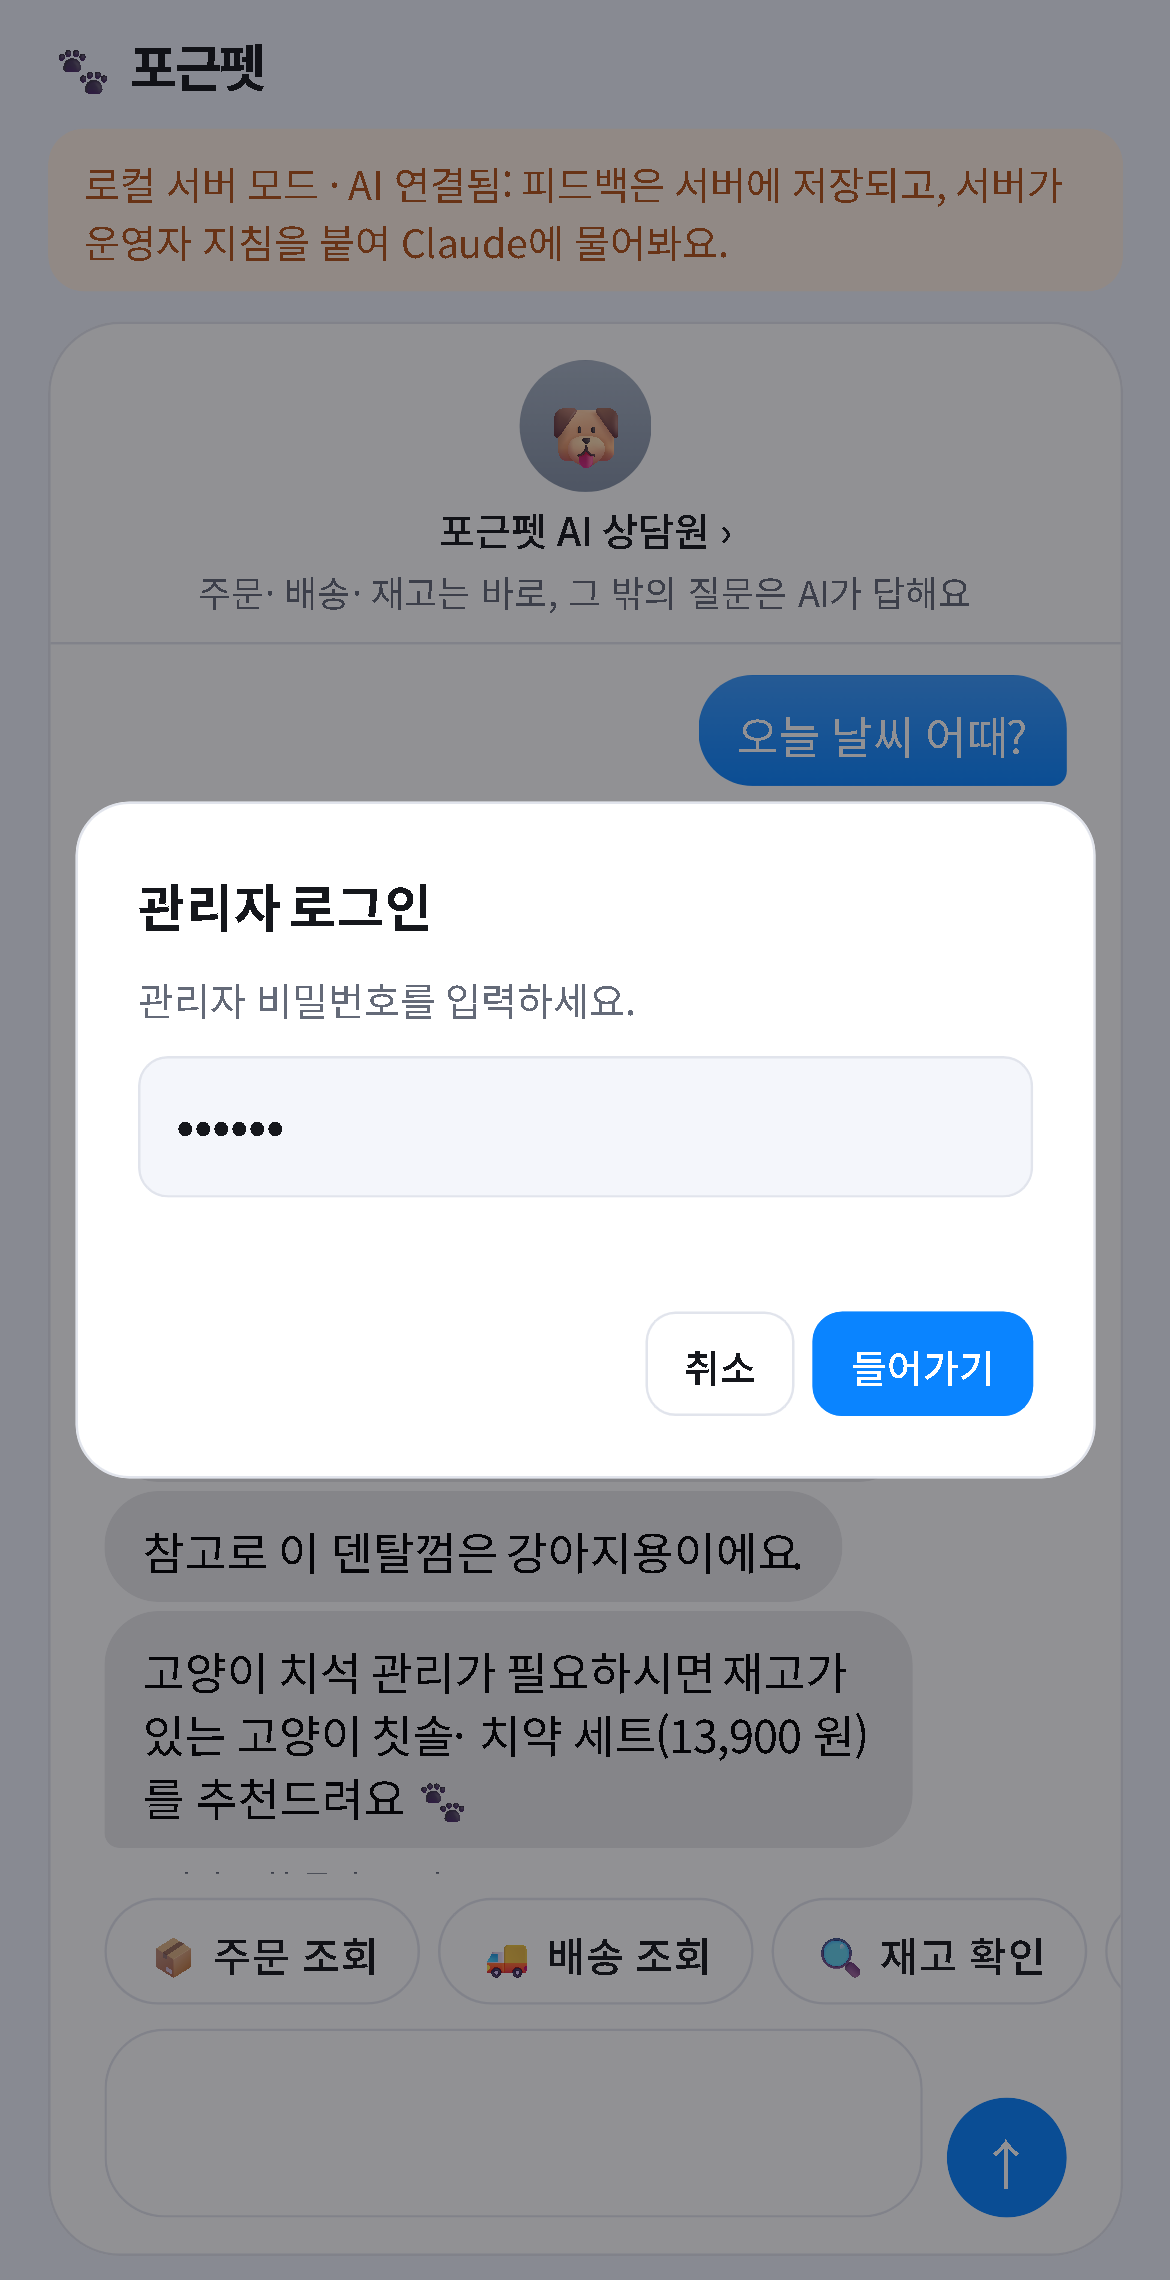 포근펫
로컬 서버 모드 · AI 연결됨: 피드백은 서버에 저장되고, 서버가
운영자 지침을 붙여 Claude에 물어봐요.
포근펫 AI 상담원 ›
주문· 배송· 재고는 바로, 그 밖의 질문은 AI가 답해요
오늘 날씨 어때?
관리자 로그인
관리자 비밀번호를 입력하세요.
••••••
취소
들어가기
참고로 이 덴탈껌은 강아지용이에요.
고양이 치석 관리가 필요하시면 재고가
있는 고양이 칫솔· 치약 세트(13,900 원)
를 추천드려요
주문 조회
배송 조회
재고 확인
↑